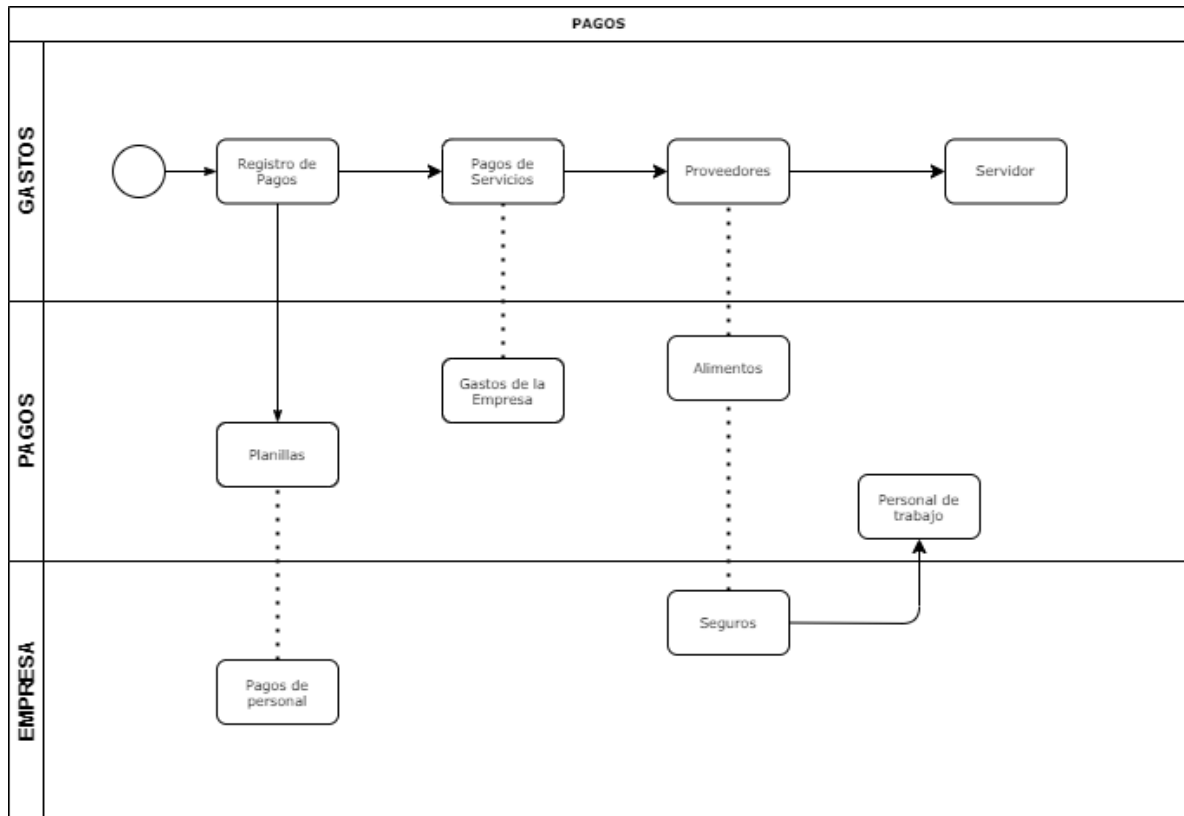 PAGOS
GASTOS
Registro de
Pagos
Pagos de
Servicios
Proveedores
Servidor
PAGOS
Gastos de la
Empresa
Alimentos
Planillas
Personal de
trabajo
EMPRESA
Seguros
Pagos de
personal